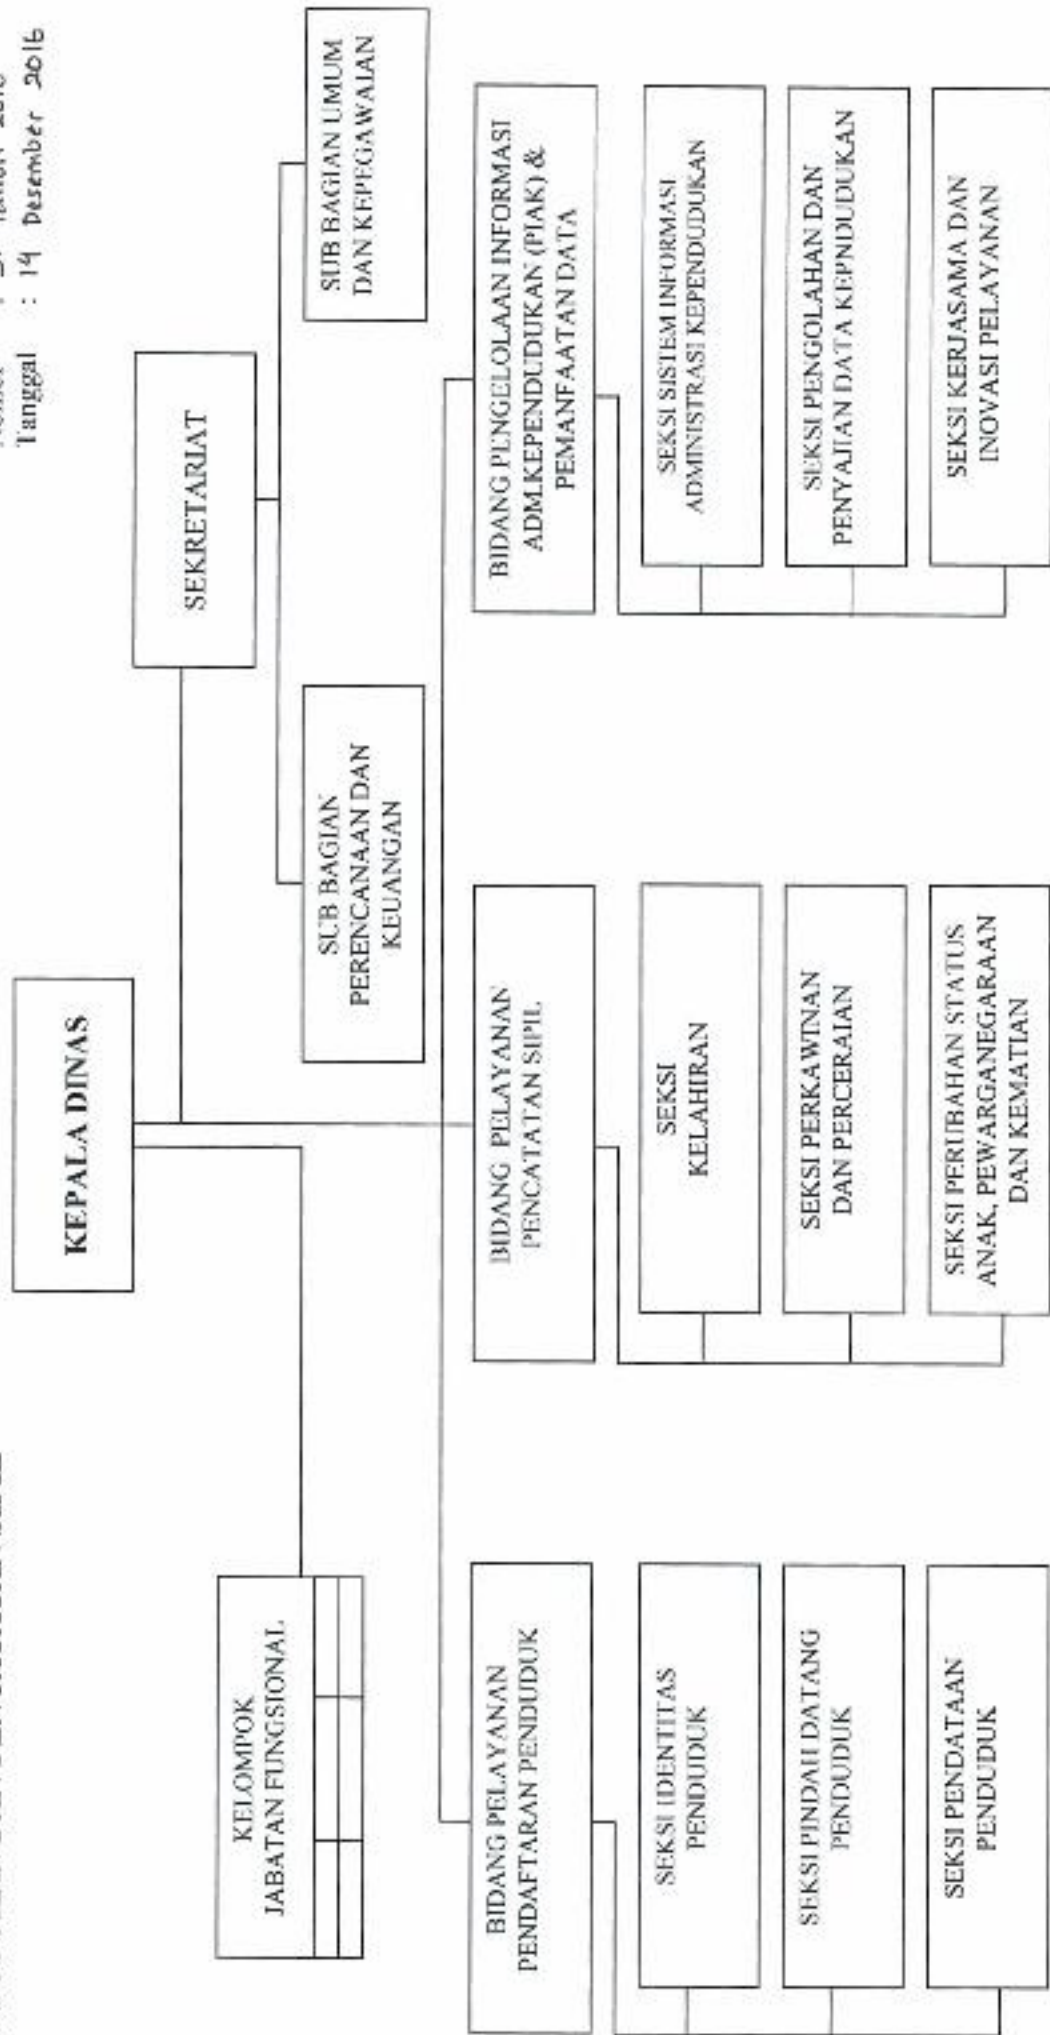 Tanggal : 14 Desember 2016
KEPALA DINAS
SEKRETARIAT
KELOMPOK
JABATAN FUNGSIONAL
SUB BAGIAN
PERENCANAAN DAN
KEUANGAN
SUB BAGIAN UMUM
DAN KEPEGAWAIAN
BIDANG PELAYANAN
PENDAFTARAN PENDUDUK
SEKSI IDENTITAS
PENDUDUK
SEKSI PINDAH DATANG
PENDUDUK
SEKSI PENDATAAN
PENDUDUK
BIDANG PELAYANAN
PENCATATAN SIPIL
SEKSI
KELAHIRAN
SEKSI PERKAWINAN
DAN PERCERAIAN
SEKSI PERUBAHAN STATUS
ANAK, PEWARGANEGARAAN
DAN KEMATIAN
BIDANG PENGELOLAAN INFORMASI
ADM.KEPENDUDUKAN (PIAK) &
PEMANFAATAN DATA
SEKSI SISTEM INFORMASI
ADMINISTRASI KEPENDUDUKAN
SEKSI PENGOLAHAN DAN
PENYAJIAN DATA KEPNDUDUKAN
SEKSI KERJASAMA DAN
INOVASI PELAYANAN